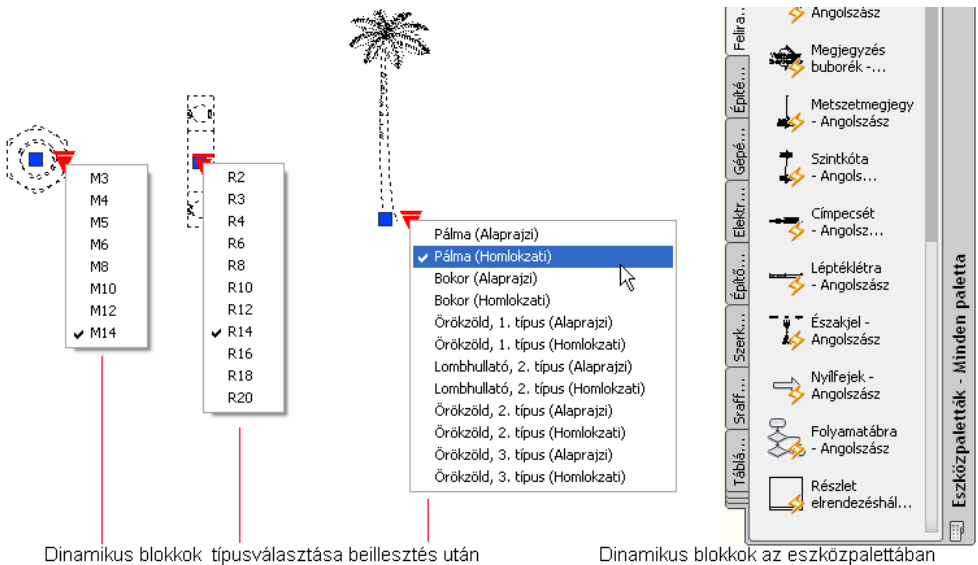 M3
M4
M5
M6
M8
M10
M12
M14
R2
R3
R4
R6
R8
R10
R12
R14
R16
R18
R20
Pálma (Alaprajzi)
Pálma (Homlokzati)
Bokor (Alaprajzi)
Bokor (Homlokzati)
Örökzöld, 1. típus (Alaprajzi)
Örökzöld, 1. típus (Homlokzati)
Lombhullató, 2. típus (Alaprajzi)
Lombhullató, 2. típus (Homlokzati)
Örökzöld, 2. típus (Alaprajzi)
Örökzöld, 2. típus (Homlokzati)
Örökzöld, 3. típus (Alaprajzi)
Örökzöld, 3. típus (Homlokzati)
Felira...
Építé...
Gépé...
Elektr...
Építő...
Szerk...
Sraff...
Táblá...
Angolszász
Megjegyzés
buborék -...
Metszetmegjegy
- Angolszász
Szintkóta
- Angols...
Címpecsét
- Angolsz...
Léptéklétra
- Angolszász
Északjel -
Angolszász
Nyílfejek -
Angolszász
Folyamatábra
- Angolszász
Részlet
elrendezéshál...
Eszközpaletták - Minden paletta
Dinamikus blokkok típusválasztása beillesztés után
Dinamikus blokkok az eszközpalettában